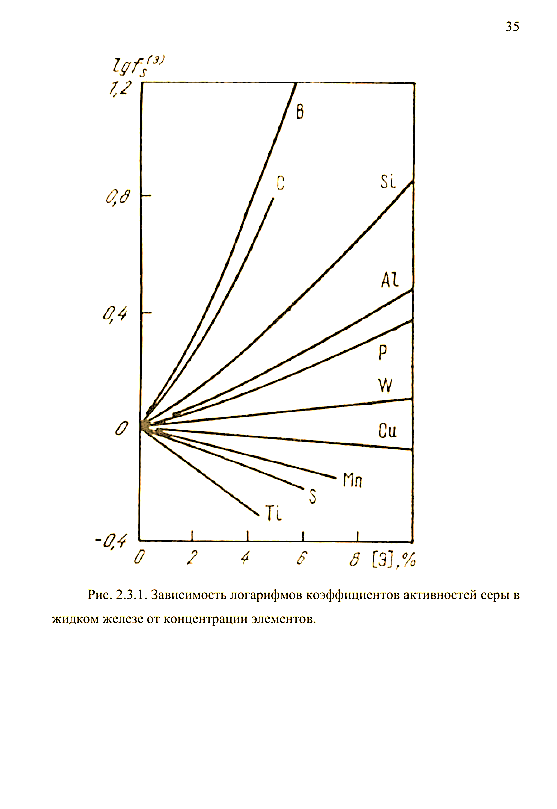 35
lgf_s^(Э)
1,2
B
C
Si
0,8
Al
0,4
P
W
0
Cu
Mn
S
Ti
-0,4
0 2 4 6 8 [Э],%
Рис. 2.3.1. Зависимость логарифмов коэффициентов активностей серы в
жидком железе от концентрации элементов.